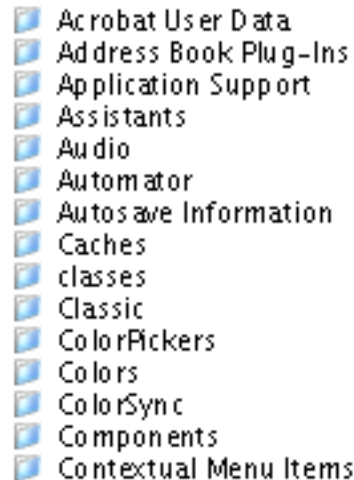 Acrobat User Data
Address Book Plug-Ins
Application Support
Assistants
Audio
Automator
Autosave Information
Caches
classes
Classic
ColorPickers
Colors
ColorSync
Components
Contextual Menu Items